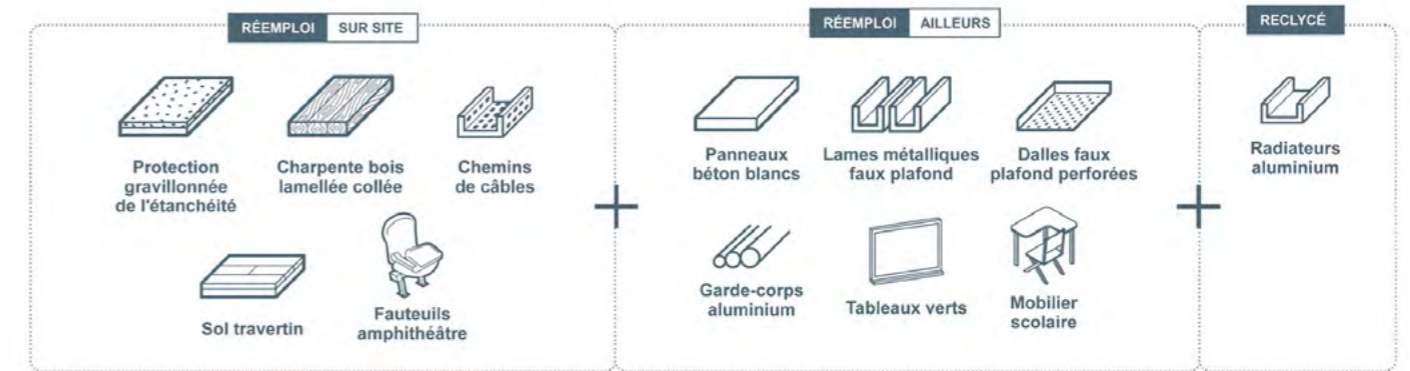 RÉEMPLOI SUR SITE
Protection
gravillonnée
de l'étanchéité
Charpente bois
lamellée collée
Chemins
de câbles
Sol travertin
Fauteuils
amphithéâtre
RÉEMPLOI AILLEURS
Panneaux
béton blancs
Lames métalliques
faux plafond
Dalles faux
plafond perforées
Garde-corps
aluminium
Tableaux verts
Mobilier
scolaire
RECLYCÉ
Radiateurs
aluminium